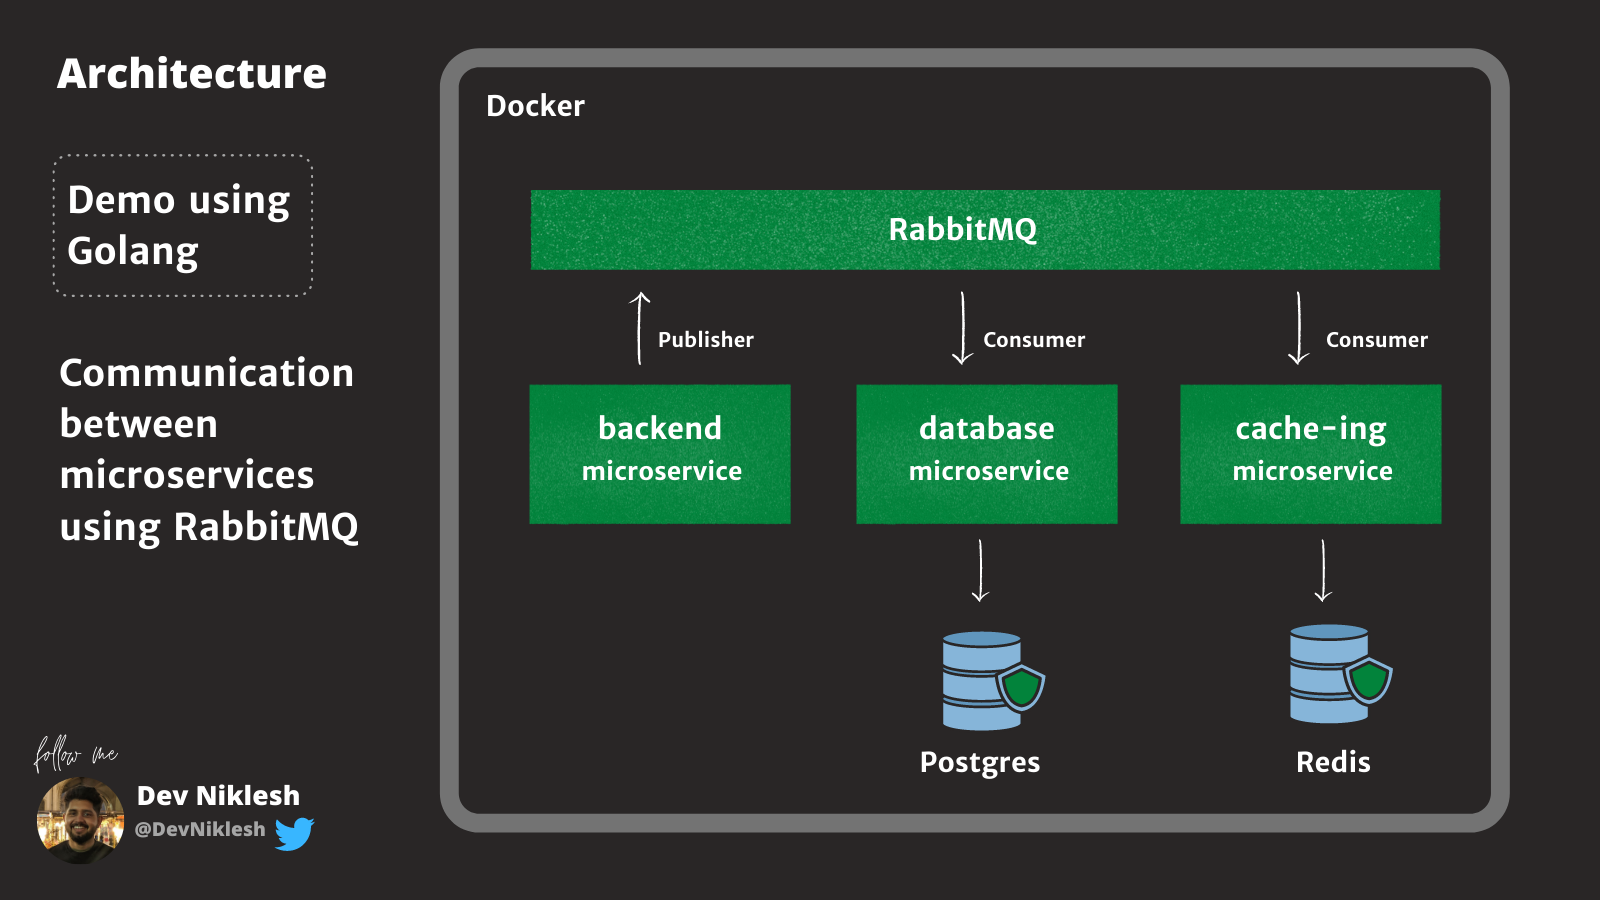 Architecture
Demo using
Golang
Communication
between
microservices
using RabbitMQ
follow me
Dev Niklesh
@DevNiklesh
Docker
RabbitMQ
Publisher
Consumer
Consumer
backend
microservice
database
microservice
cache-ing
microservice
Postgres
Redis